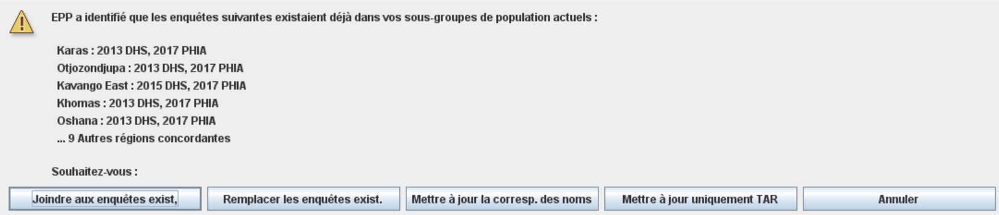 EPP a identifié que les enquêtes suivantes existaient déjà dans vos sous-groupes de population actuels :
Karas : 2013 DHS, 2017 PHIA
Otjozondjupa : 2013 DHS, 2017 PHIA
Kavango East : 2015 DHS, 2017 PHIA
Khomas : 2013 DHS, 2017 PHIA
Oshana : 2013 DHS, 2017 PHIA
... 9 Autres régions concordantes
Souhaitez-vous :
Joindre aux enquêtes exist, Remplacer les enquêtes exist. Mettre à jour la corresp. des noms Mettre à jour uniquement TAR Annuler